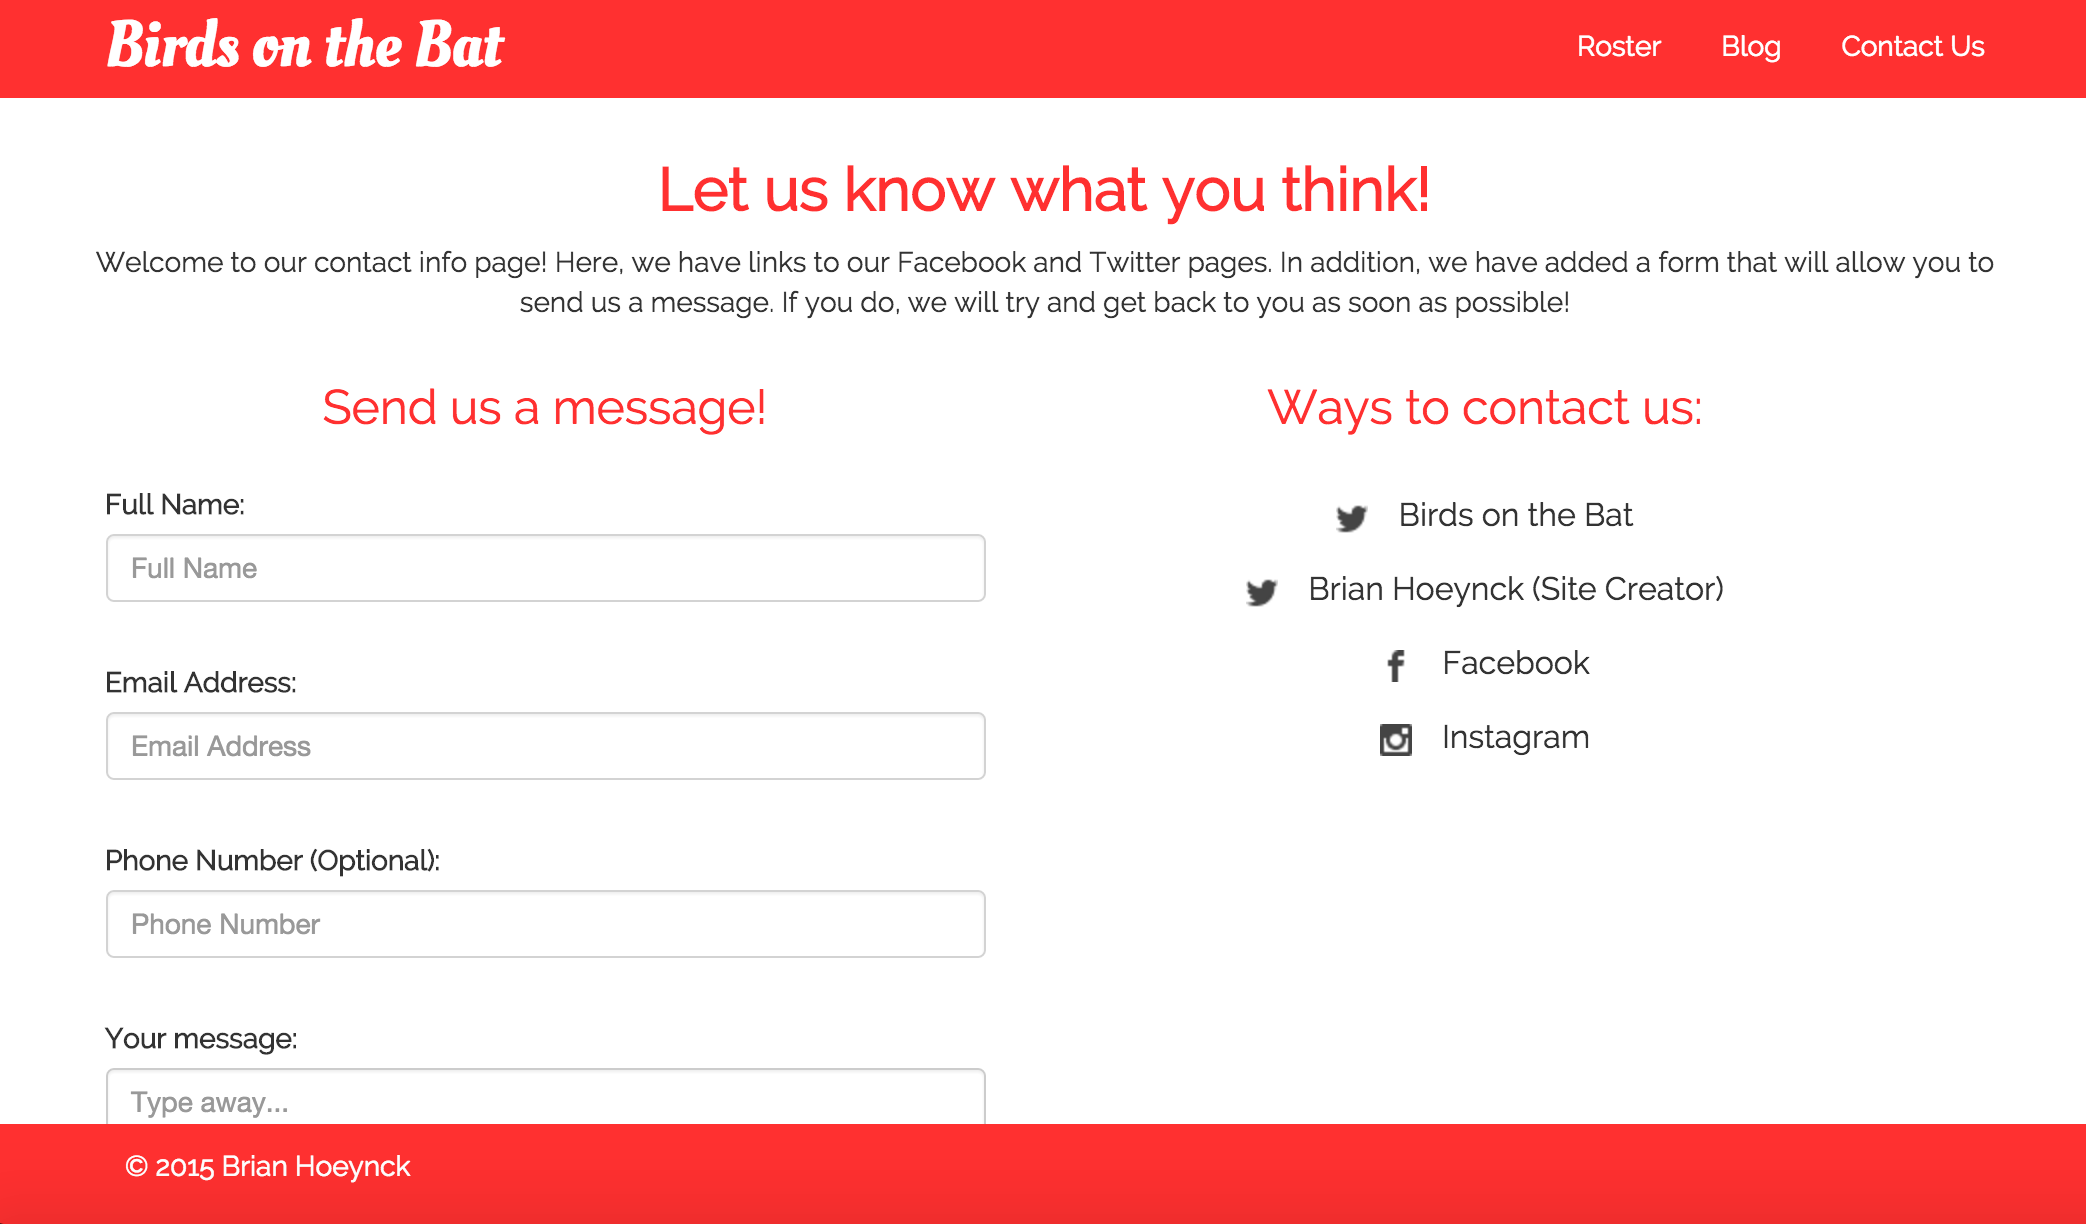 Birds on the Bat
Roster
Blog
Contact Us
Let us know what you think!
Welcome to our contact info page! Here, we have links to our Facebook and Twitter pages. In addition, we have added a form that will allow you to
send us a message. If you do, we will try and get back to you as soon as possible!
Send us a message!
Full Name:
Full Name
Email Address:
Email Address
Phone Number (Optional):
Phone Number
Your message:
Type away...
Ways to contact us:
Birds on the Bat
Brian Hoeynck (Site Creator)
Facebook
Instagram
© 2015 Brian Hoeynck